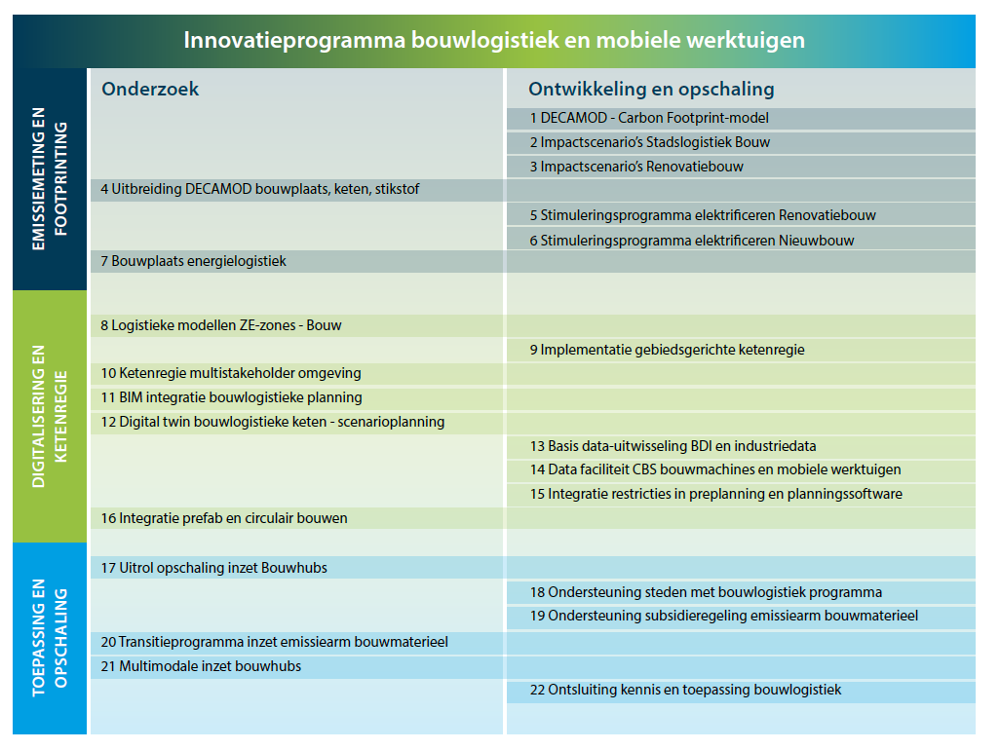 Innovatieprogramma bouwlogistiek en mobiele werktuigen
Onderzoek
Ontwikkeling en opschaling
EMISSIEMETING EN
FOOTPRINTING
1 DECAMOD - Carbon Footprint-model
2 Impactscenario's Stadslogistiek Bouw
3 Impactscenario's Renovatiebouw
4 Uitbreiding DECAMOD bouwplaats, keten, stikstof
5 Stimuleringsprogramma elektrificeren Renovatiebouw
6 Stimuleringsprogramma elektrificeren Nieuwbouw
7 Bouwplaats energielogistiek
DIGITALISERING EN
KETENREGIE
8 Logistieke modellen ZE-zones - Bouw
9 Implementatie gebiedsgerichte ketenregie
10 Ketenregie multistakeholder omgeving
11 BIM integratie bouwlogistieke planning
12 Digital twin bouwlogistieke keten - scenarioplanning
13 Basis data-uitwisseling BDI en industriedata
14 Data faciliteit CBS bouwmachines en mobiele werktuigen
15 Integratie restricties in preplanning en planningssoftware
16 Integratie prefab en circulair bouwen
TOEPASSING EN
OPSCHALING
17 Uitrol opschaling inzet Bouwhubs
18 Ondersteuning steden met bouwlogistiek programma
19 Ondersteuning subsidieregeling emissiearm bouwmaterieel
20 Transitieprogramma inzet emissiearm bouwmaterieel
21 Multimodale inzet bouwhubs
22 Ontsluiting kennis en toepassing bouwlogistiek